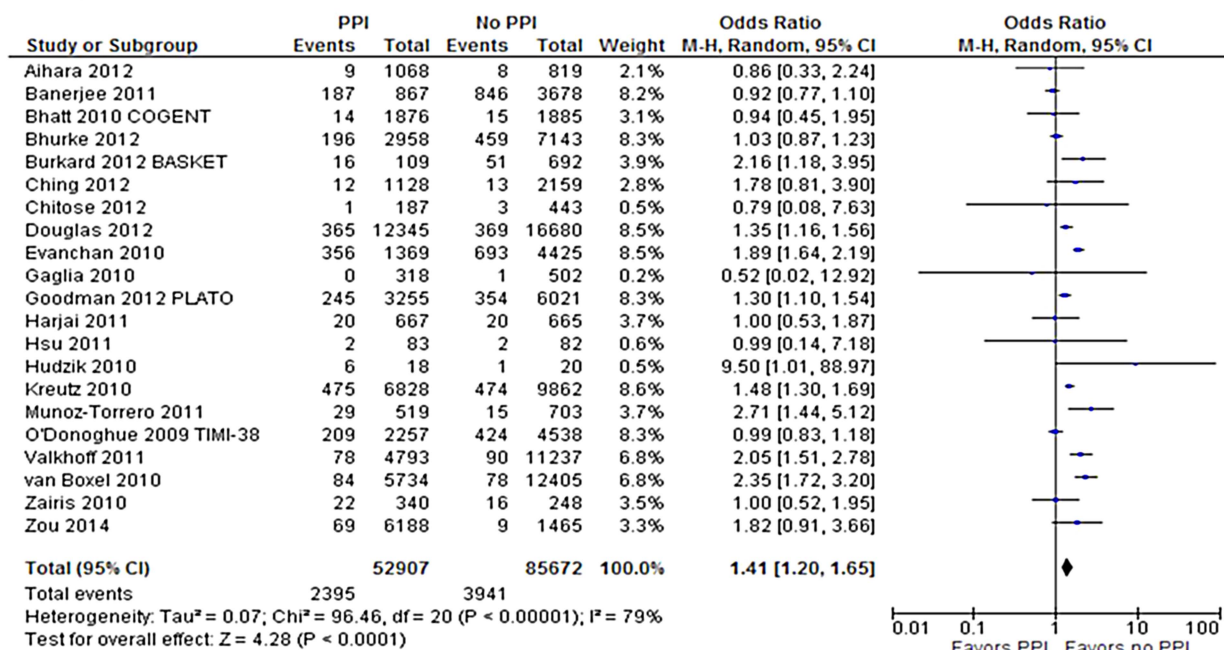 PPI No PPI Odds Ratio Odds Ratio
Study or Subgroup Events Total Events Total Weight M-H, Random, 95% CI M-H, Random, 95% CI
Aihara 2012 9 1068 8 819 2.1% 0.86 [0.33, 2.24]
Banerjee 2011 187 867 846 3678 8.2% 0.92 [0.77, 1.10]
Bhatt 2010 COGENT 14 1876 15 1885 3.1% 0.94 [0.45, 1.95]
Bhurke 2012 196 2958 459 7143 8.3% 1.03 [0.87, 1.23]
Burkard 2012 BASKET 16 109 51 692 3.9% 2.16 [1.18, 3.95]
Ching 2012 12 1128 13 2159 2.8% 1.78 [0.81, 3.90]
Chitose 2012 1 187 3 443 0.5% 0.79 [0.08, 7.63]
Douglas 2012 365 12345 369 16680 8.5% 1.35 [1.16, 1.56]
Evanchan 2010 356 1369 693 4425 8.5% 1.89 [1.64, 2.19]
Gaglia 2010 0 318 1 502 0.2% 0.52 [0.02, 12.92]
Goodman 2012 PLATO 245 3255 354 6021 8.3% 1.30 [1.10, 1.54]
Harjai 2011 20 667 20 665 3.7% 1.00 [0.53, 1.87]
Hsu 2011 2 83 2 82 0.6% 0.99 [0.14, 7.18]
Hudzik 2010 6 18 1 20 0.5% 9.50 [1.01, 88.97]
Kreutz 2010 475 6828 474 9862 8.6% 1.48 [1.30, 1.69]
Munoz-Torrero 2011 29 519 15 703 3.7% 2.71 [1.44, 5.12]
O'Donoghue 2009 TIMI-38 209 2257 424 4538 8.3% 0.99 [0.83, 1.18]
Valkhoff 2011 78 4793 90 11237 6.8% 2.05 [1.51, 2.78]
van Boxel 2010 84 5734 78 12405 6.8% 2.35 [1.72, 3.20]
Zairis 2010 22 340 16 248 3.5% 1.00 [0.52, 1.95]
Zou 2014 69 6188 9 1465 3.3% 1.82 [0.91, 3.66]
Total (95% CI) 52907 85672 100.0% 1.41 [1.20, 1.65]
Total events 2395 3941
Heterogeneity: Tau² = 0.07; Chi² = 96.46, df = 20 (P < 0.00001); I² = 79%
Test for overall effect: Z = 4.28 (P < 0.0001)
0.01 0.1 1 10 100
Favors PPI Favors no PPI